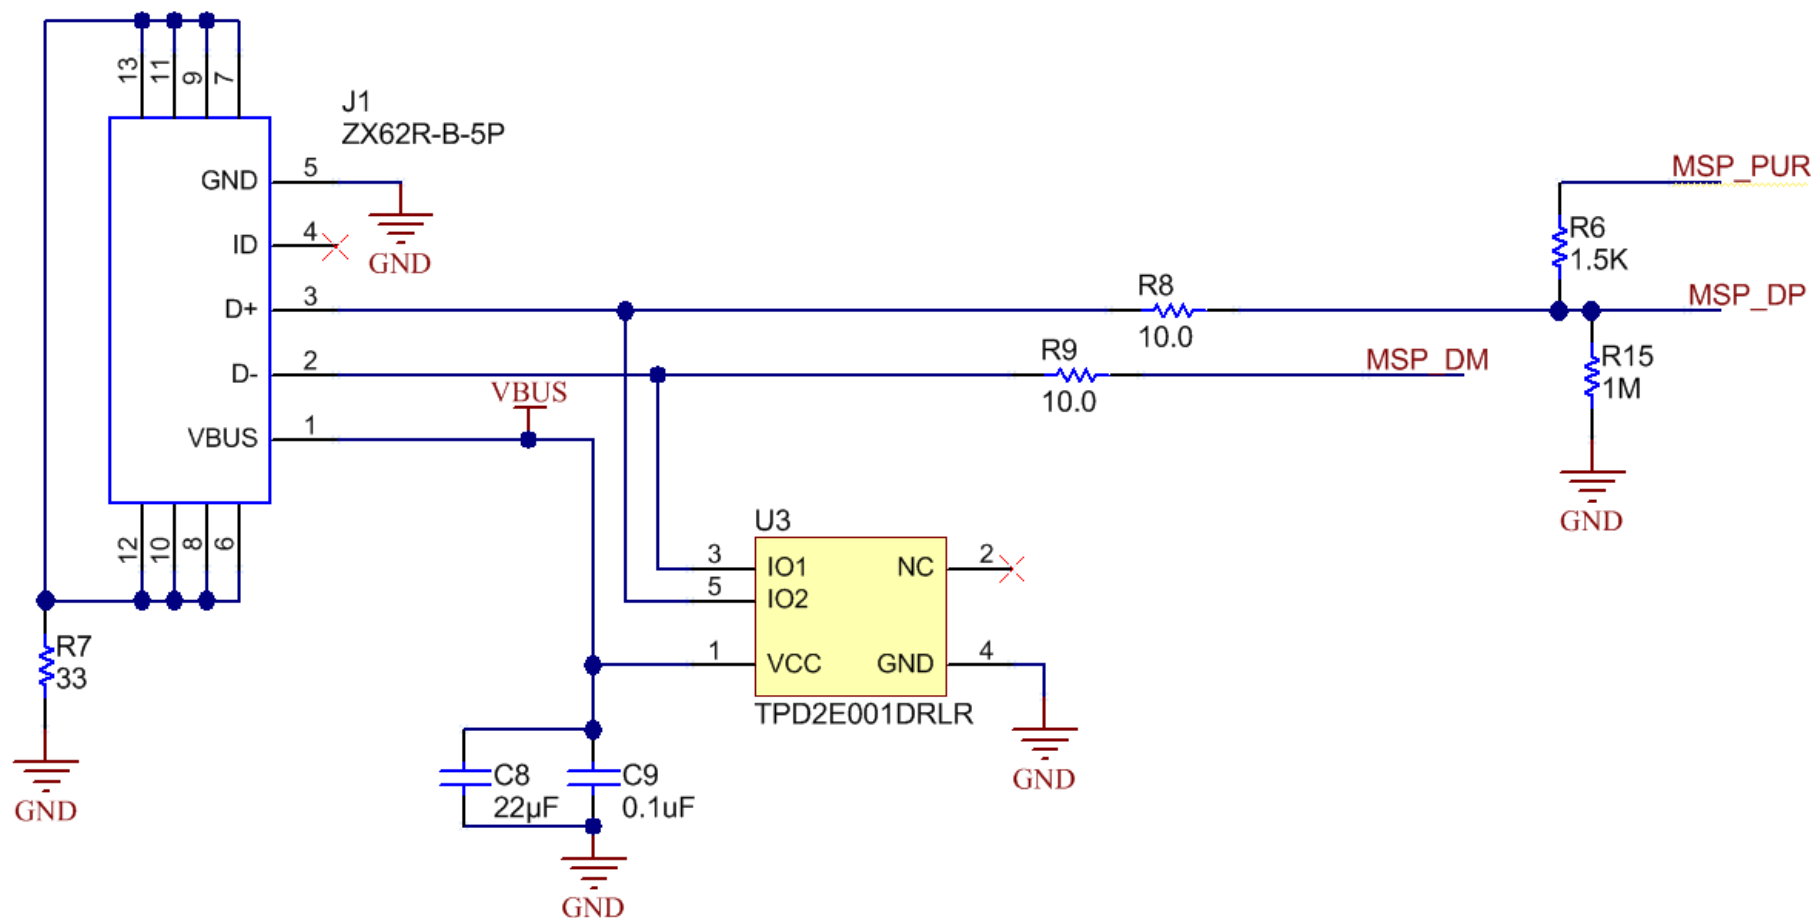 13
11
9
7
J1
ZX62R-B-5P
GND
5
ID
4
GND
D+
3
D-
2
VBUS
VBUS
1
12
10
8
6
R7
33
GND
R8
10.0
R9
10.0
MSP_DM
MSP_PUR
R6
1.5K
MSP_DP
R15
1M
GND
U3
3
IO1
NC
2
5
IO2
1
VCC
GND
4
TPD2E001DRLR
GND
C8
22µF
C9
0.1uF
GND